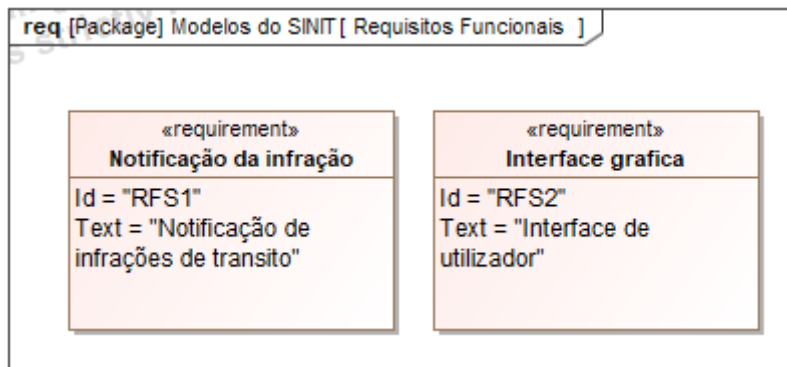 req [Package] Modelos do SINIT[ Requisitos Funcionais ]
«requirement»
Notificação da infração
Id = "RFS1"
Text = "Notificação de
infrações de transito"
«requirement»
Interface grafica
Id = "RFS2"
Text = "Interface de
utilizador"